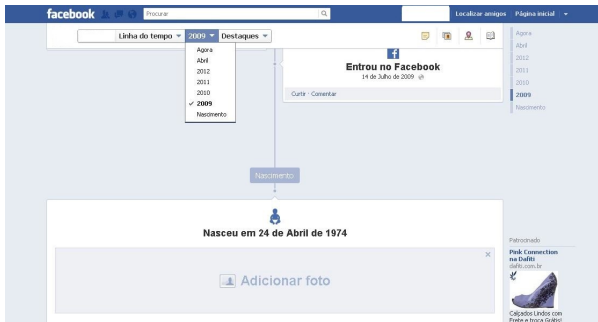 facebook
Procurar
Localizar amigos
Página inicial
Linha do tempo
2009
Destaques
Agora
Abril
2012
2011
2010
2009
Nascimento
Entrou no Facebook
14 de Julho de 2009
Curtir · Comentar
Agora
Abril
2012
2011
2010
2009
Nascimento
Nascimento
Nasceu em 24 de Abril de 1974
Adicionar foto
Patrocinado
Pink Connection
na Dafiti
dafiti.com.br
Calçados Lindos com
Frete e troca Grátis!